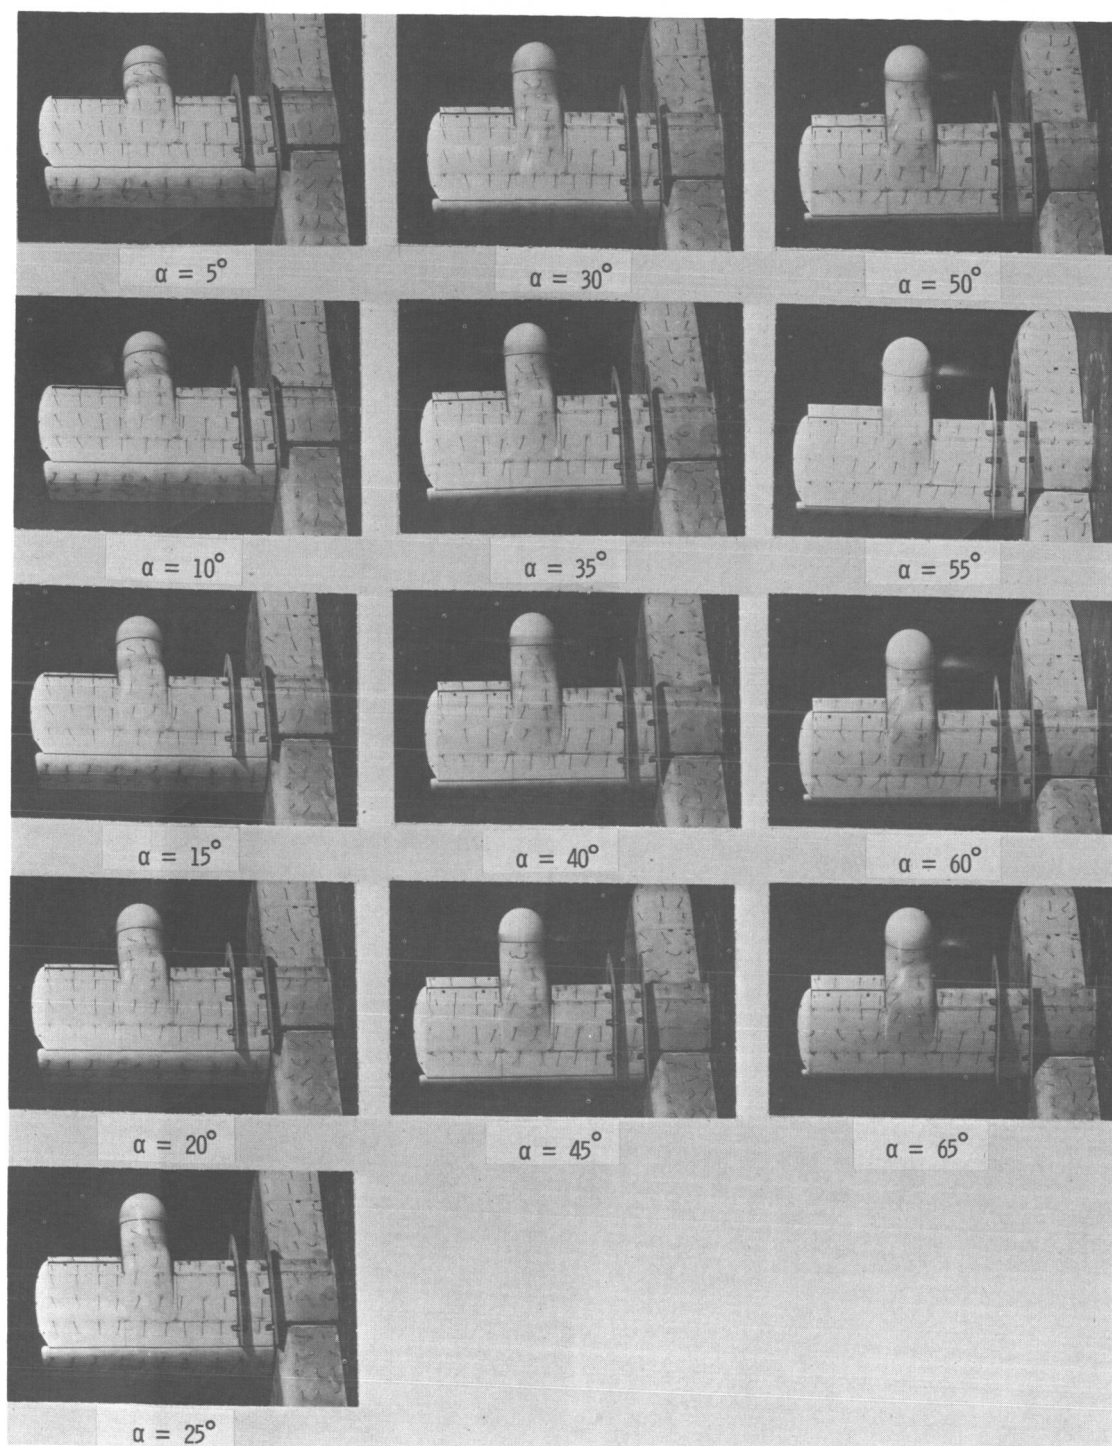 α = 5°
α = 30°
α = 50°
α = 10°
α = 35°
α = 55°
α = 15°
α = 40°
α = 60°
α = 20°
α = 45°
α = 65°
α = 25°